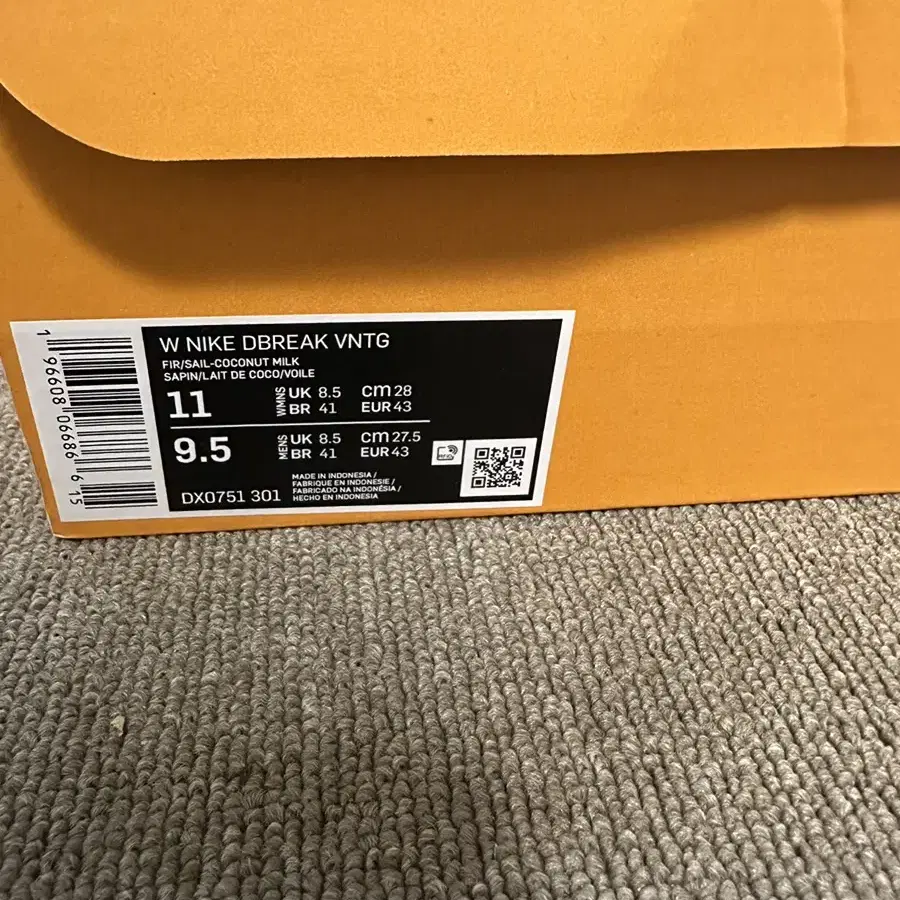 1 96608 06686 6 15
W NIKE DBREAK VNTG
FIR/SAIL-COCONUT MILK
SAPIN/LAIT DE COCO/VOILE
11 WMNS UK 8.5 cm 28
BR 41 EUR 43
9.5 MENS UK 8.5 cm 27.5
BR 41 EUR 43
DX0751 301
MADE IN INDONESIA /
FABRIQUE EN INDONESIE /
FABRICADO NA INDONÉSIA /
HECHO EN INDONESIA